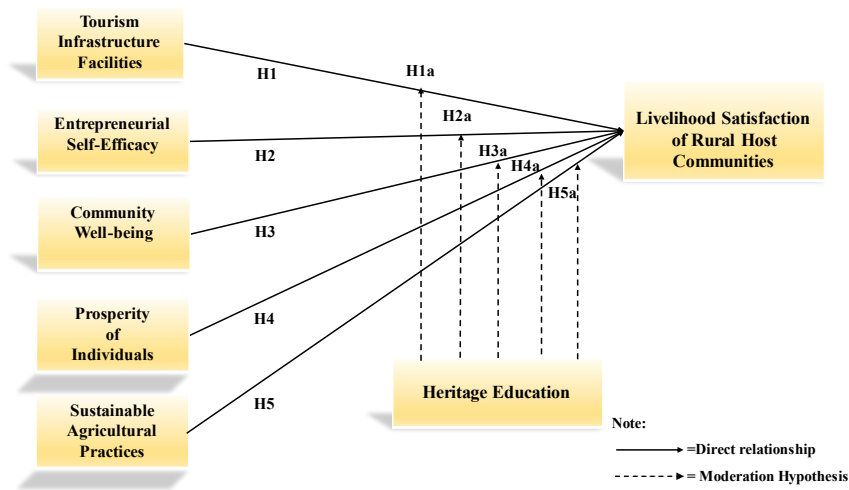 Tourism
Infrastructure
Facilities
H1
H1a
Entrepreneurial
Self-Efficacy
H2
H2a
Livelihood Satisfaction
of Rural Host
Communities
H3a
H4a
H5a
Community
Well-being
H3
Prosperity
of
Individuals
H4
Heritage Education
Sustainable
Agricultural
Practices
H5
Note:
=Direct relationship
= Moderation Hypothesis